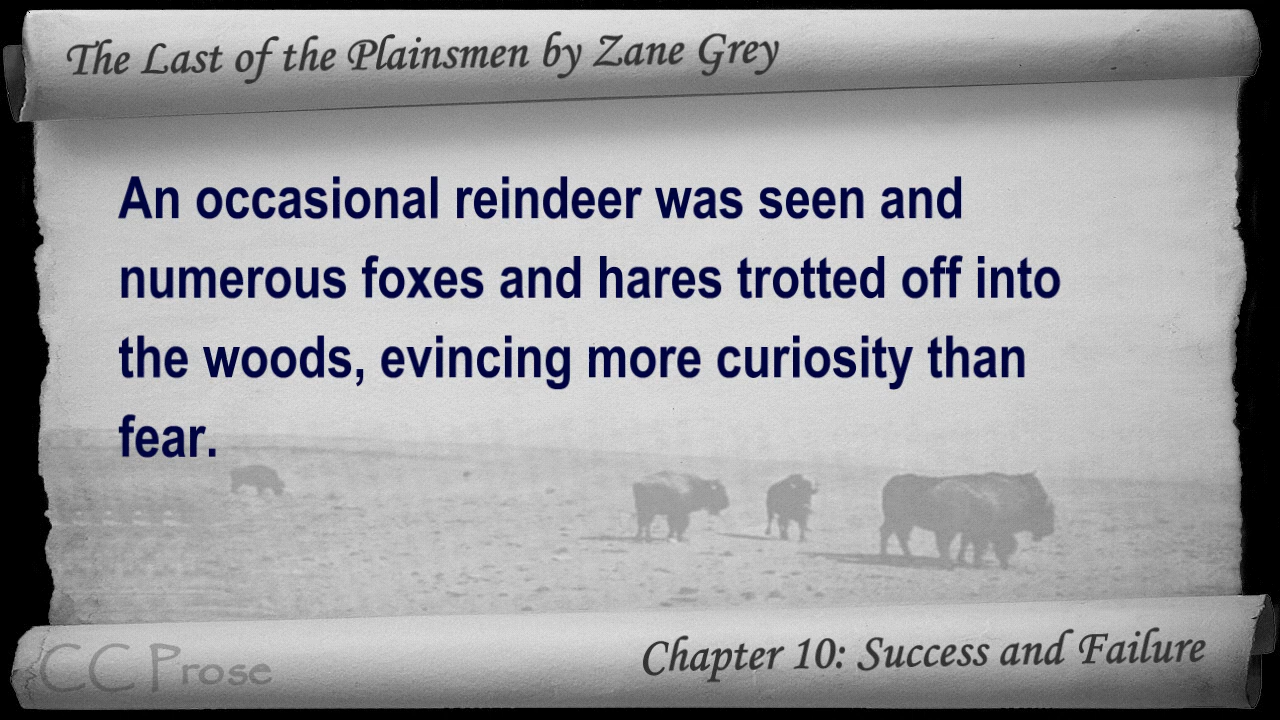 The Last of the Plainsmen by Zane Grey
An occasional reindeer was seen and
numerous foxes and hares trotted off into
the woods, evincing more curiosity than
fear.
Chapter 10: Success and Failure
CC Prose